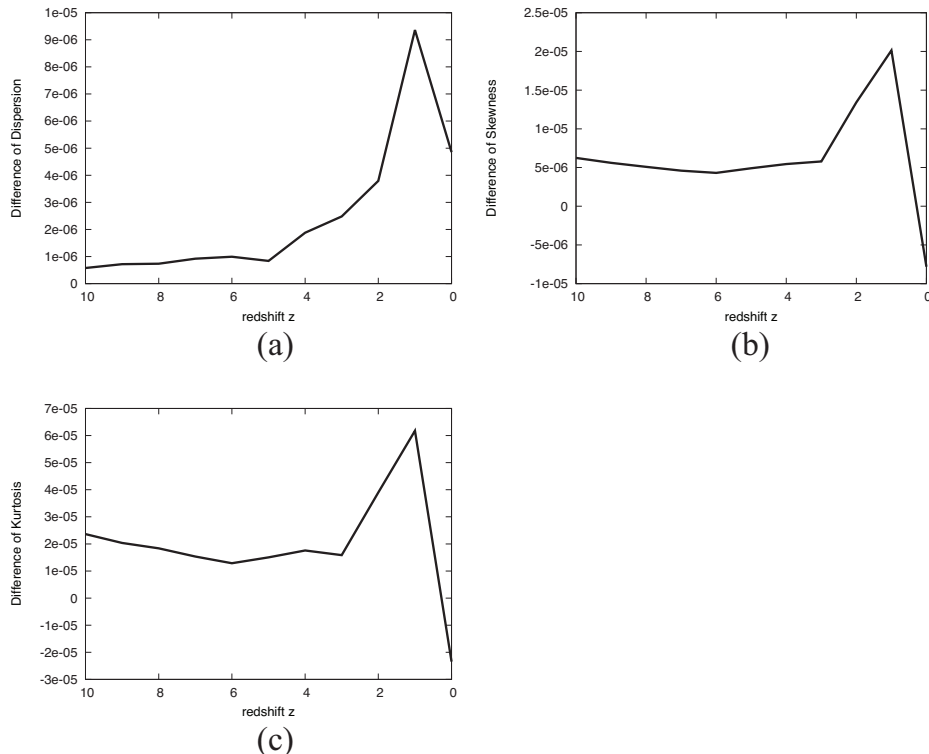 1e-05
9e-06
8e-06
7e-06
6e-06
5e-06
4e-06
3e-06
2e-06
1e-06
0
Difference of Dispersion
10 8 6 4 2 0
redshift z
(a)
2.5e-05
2e-05
1.5e-05
1e-05
5e-06
0
-5e-06
-1e-05
Difference of Skewness
10 8 6 4 2 0
redshift z
(b)
7e-05
6e-05
5e-05
4e-05
3e-05
2e-05
1e-05
0
-1e-05
-2e-05
-3e-05
Difference of Kurtosis
10 8 6 4 2 0
redshift z
(c)